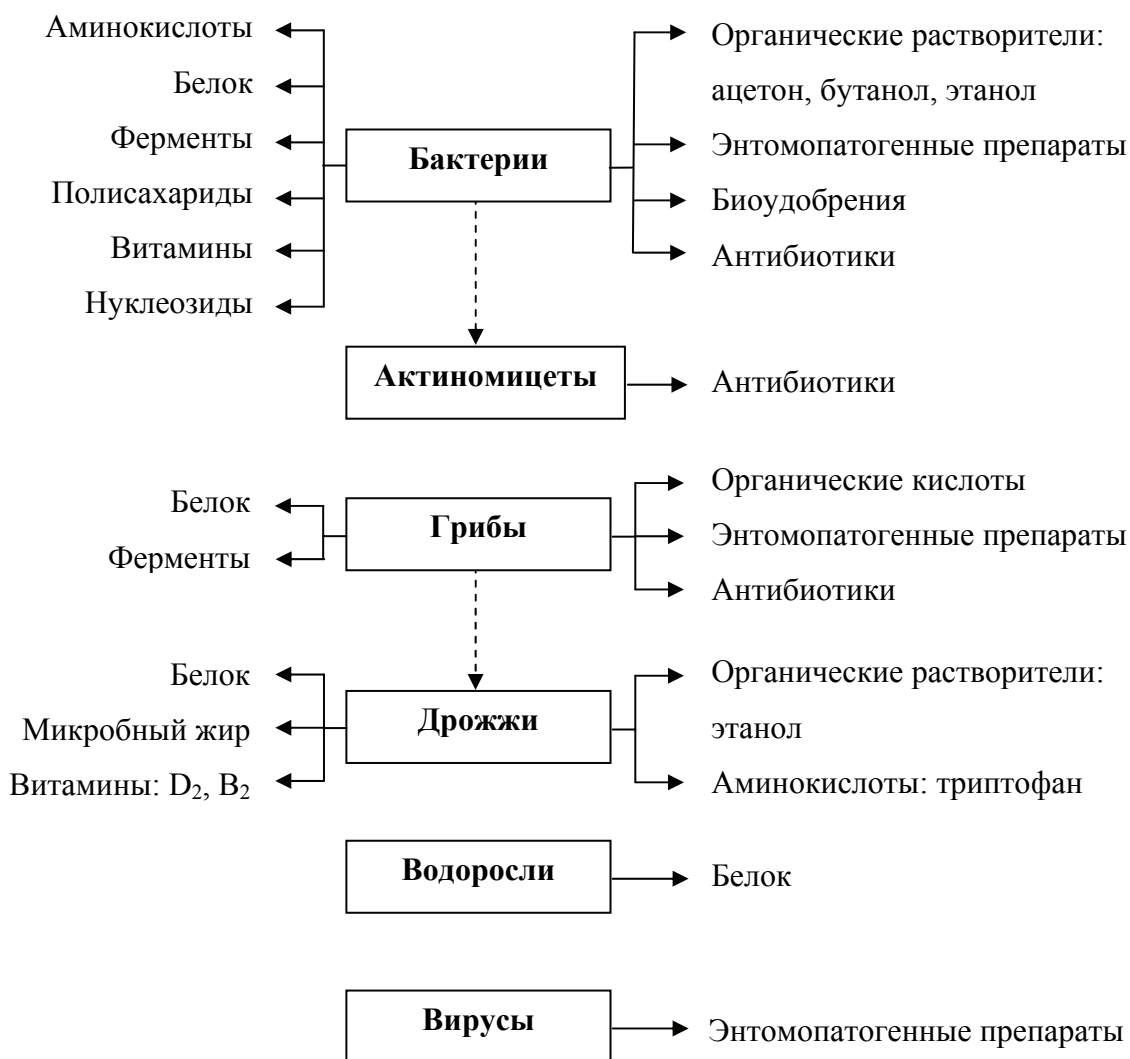 Аминокислоты
Белок
Ферменты
Полисахариды
Витамины
Нуклеозиды
Бактерии
Органические растворители:
ацетон, бутанол, этанол
Энтомопатогенные препараты
Биоудобрения
Антибиотики
Актиномицеты
Антибиотики
Белок
Ферменты
Грибы
Органические кислоты
Энтомопатогенные препараты
Антибиотики
Белок
Микробный жир
Витамины: D₂, B₂
Дрожжи
Органические растворители:
этанол
Аминокислоты: триптофан
Водоросли
Белок
Вирусы
Энтомопатогенные препараты